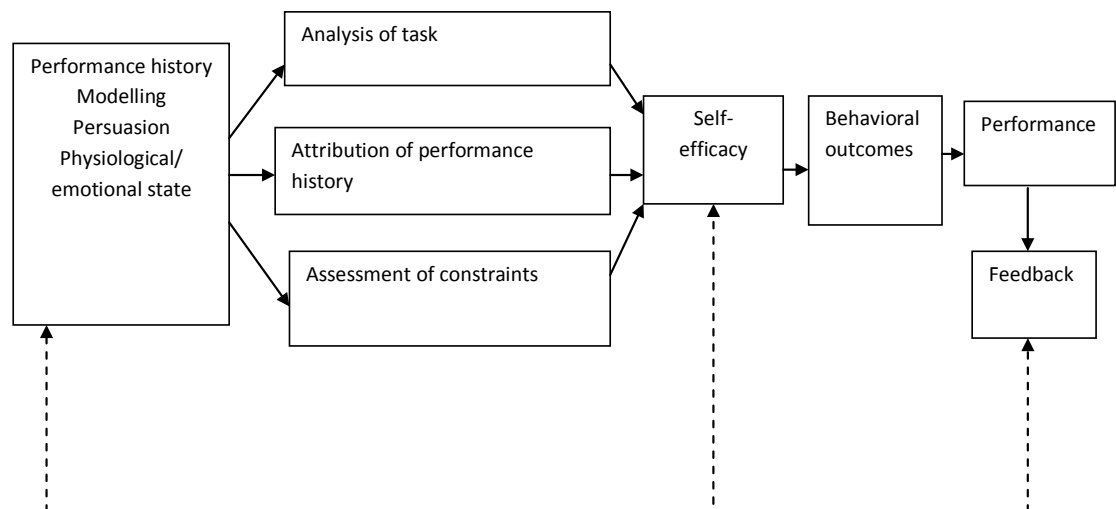 Performance history
Modelling
Persuasion
Physiological/
emotional state
Analysis of task
Attribution of performance
history
Assessment of constraints
Self-
efficacy
Behavioral
outcomes
Performance
Feedback